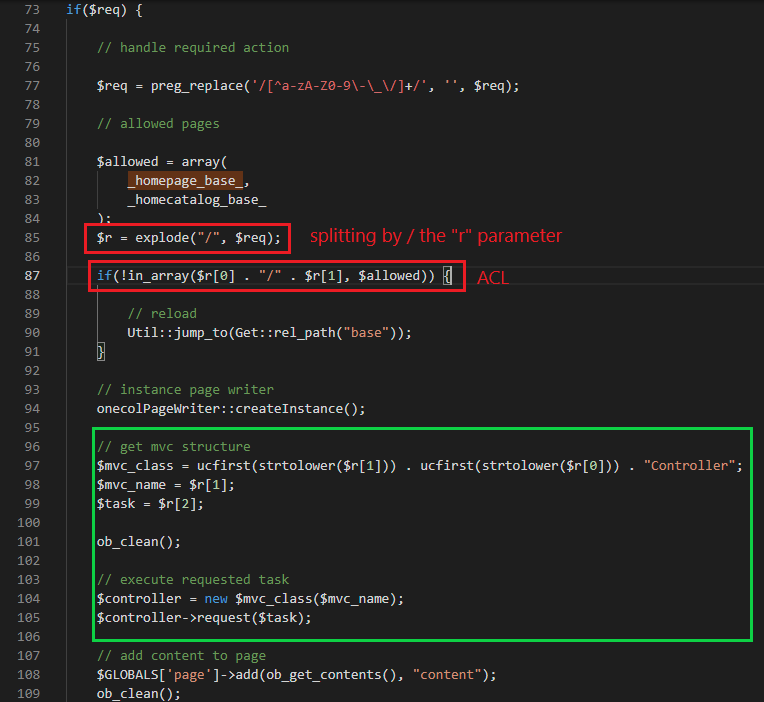 73 if($req) {
74
75 // handle required action
76
77 $req = preg_replace('/[^a-zA-Z0-9\-\_\/]+/', '', $req);
78
79 // allowed pages
80
81 $allowed = array(
82 _homepage_base_,
83 _homecatalog_base_
84 );
85 $r = explode("/", $req); splitting by / the "r" parameter
86
87 if(!in_array($r[0] . "/" . $r[1], $allowed)) { ACL
88
89 // reload
90 Util::jump_to(Get::rel_path("base"));
91 }
92
93 // instance page writer
94 onecolPageWriter::createInstance();
95
96 // get mvc structure
97 $mvc_class = ucfirst(strtolower($r[1])) . ucfirst(strtolower($r[0])) . "Controller";
98 $mvc_name = $r[1];
99 $task = $r[2];
100
101 ob_clean();
102
103 // execute requested task
104 $controller = new $mvc_class($mvc_name);
105 $controller->request($task);
106
107 // add content to page
108 $GLOBALS['page']->add(ob_get_contents(), "content");
109 ob_clean();